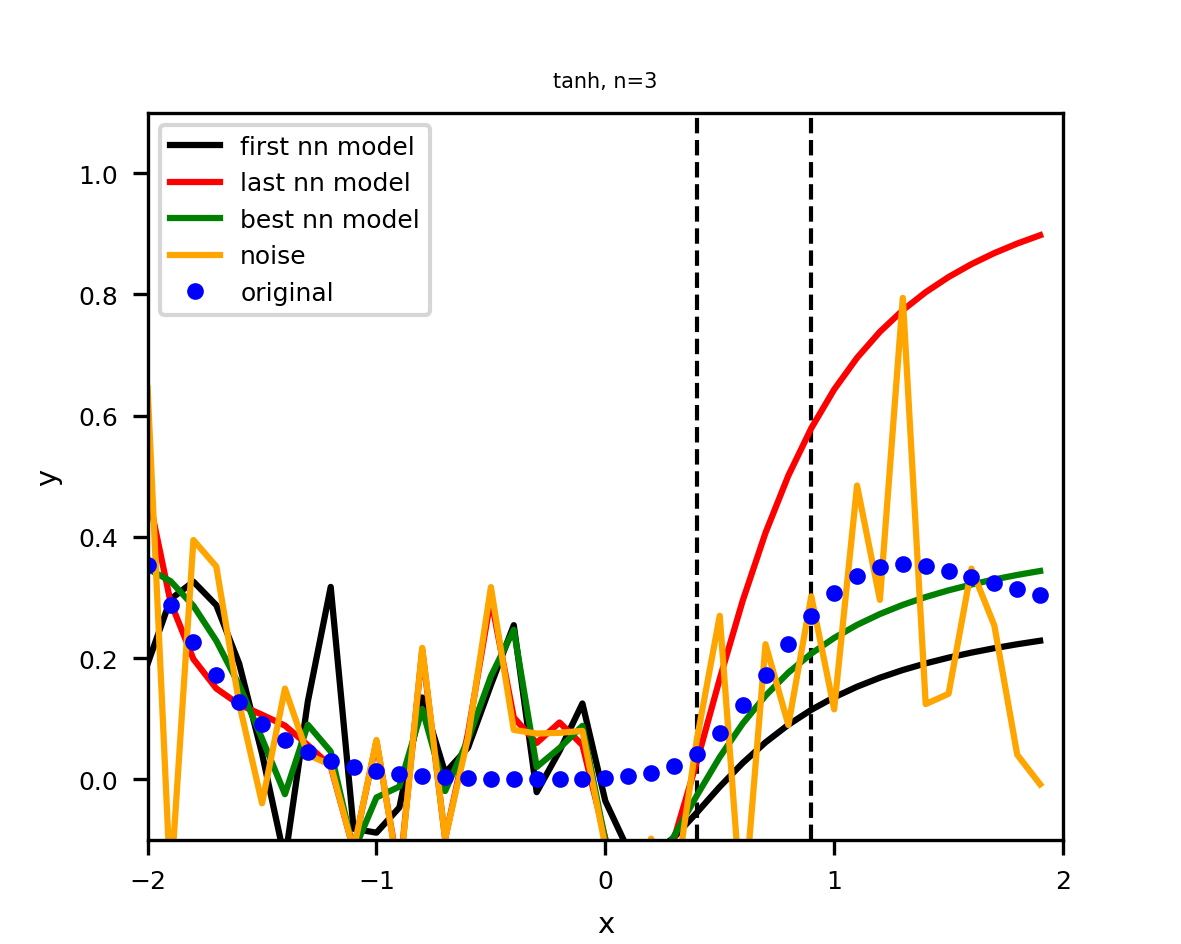 tanh, n=3
first nn model
last nn model
best nn model
noise
original
1.0
0.8
0.6
0.4
0.2
0.0
y
−2
−1
0
1
2
x